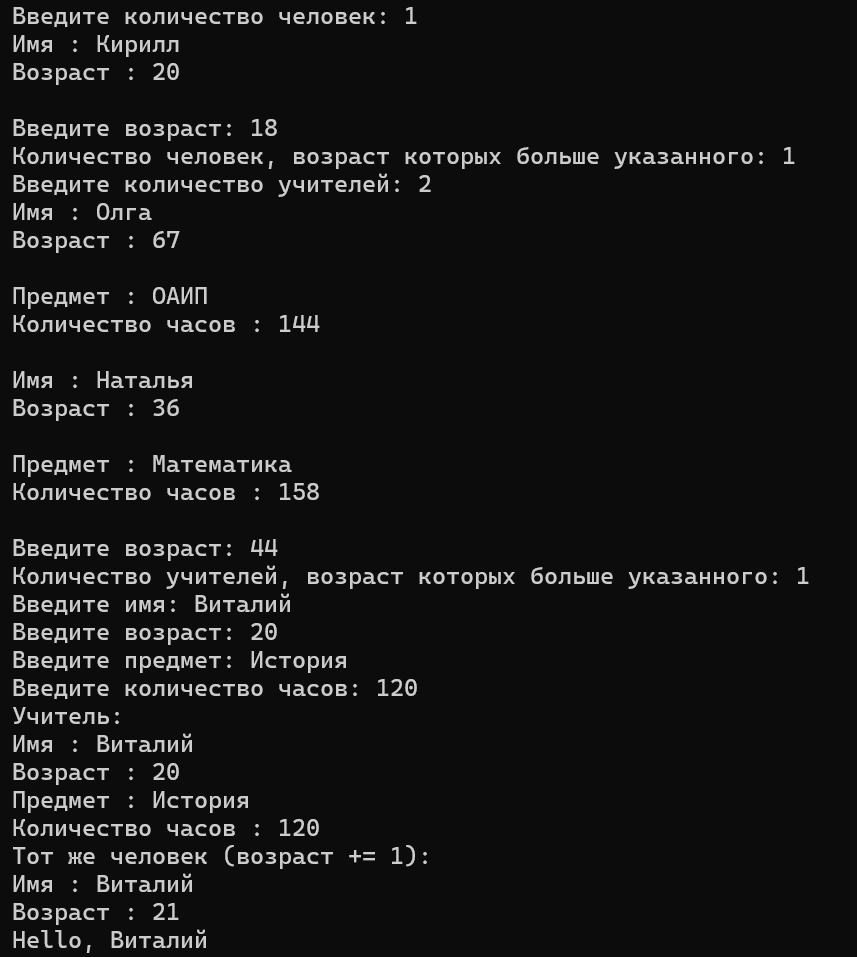 Введите количество человек: 1
Имя : Кирилл
Возраст : 20
Введите возраст: 18
Количество человек, возраст которых больше указанного: 1
Введите количество учителей: 2
Имя : Олга
Возраст : 67
Предмет : ОАИП
Количество часов : 144
Имя : Наталья
Возраст : 36
Предмет : Математика
Количество часов : 158
Введите возраст: 44
Количество учителей, возраст которых больше указанного: 1
Введите имя: Виталий
Введите возраст: 20
Введите предмет: История
Введите количество часов: 120
Учитель:
Имя : Виталий
Возраст : 20
Предмет : История
Количество часов : 120
Тот же человек (возраст += 1):
Имя : Виталий
Возраст : 21
Hello, Виталий